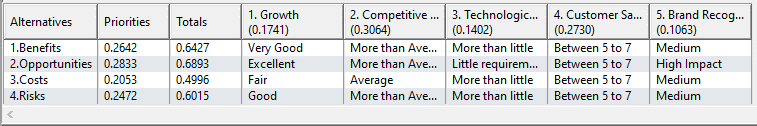 Alternatives Priorities Totals 1. Growth (0.1741) 2. Competitive ... (0.3064) 3. Technologic... (0.1402) 4. Customer Sa... (0.2730) 5. Brand Recog... (0.1063)
1.Benefits 0.2642 0.6427 Very Good More than Ave... More than little Between 5 to 7 Medium
2.Opportunities 0.2833 0.6893 Excellent More than Ave... Little requirem... Between 5 to 7 High Impact
3.Costs 0.2053 0.4996 Fair Average More than little Between 5 to 7 Medium
4.Risks 0.2472 0.6015 Good More than Ave... More than little Between 5 to 7 Medium